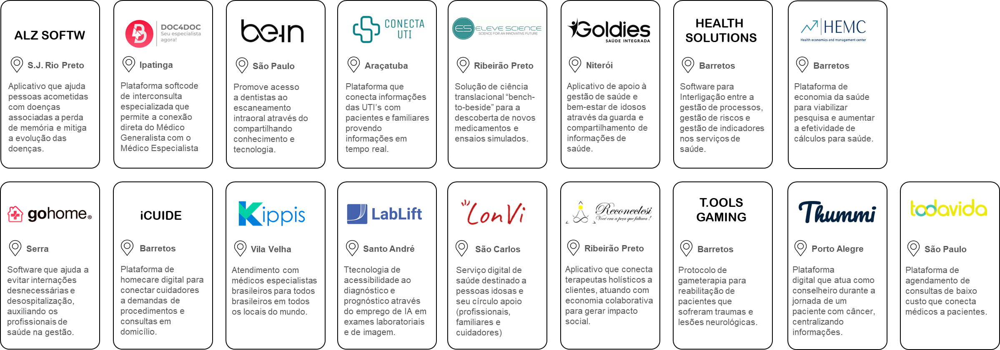 ALZ SOFTW
S.J. Rio Preto
Aplicativo que ajuda
pessoas acometidas
com doenças
associadas a perda
de memória e mitiga
a evolução das
doenças.
DOC4DOC
Seu especialista
agora!
Ipatinga
Plataforma softcode
de interconsulta
especializada que
permite a conexão
direta do Médico
Generalista com o
Médico Especialista
be+in
São Paulo
Promove acesso
a dentistas ao
escaneamento
intraoral através do
compartilhando
conhecimento e
tecnologia.
CONECTA
UTI
Araçatuba
Plataforma que
conecta informações
das UTI’s com
pacientes e familiares
provendo
informações em
tempo real.
ES ELEVE SCIENCE
SCIENCE FOR AN INNOVATIVE FUTURE
Ribeirão Preto
Solução de ciência
translacional “bench-
to-beside” para a
descoberta de novos
medicamentos e
ensaios simulados.
Goldies
SAÚDE INTEGRADA
Niterói
Aplicativo de apoio à
gestão de saúde e
bem-estar de idosos
através da guarda e
compartilhamento de
informações de
saúde.
HEALTH
SOLUTIONS
Barretos
Software para
Interligação entre a
gestão de processos,
gestão de riscos e
gestão de indicadores
nos serviços de
saúde.
HEMC
Health economics and management center
Barretos
Plataforma de
economia da saúde
para viabilizar
pesquisa e aumentar
a efetividade de
cálculos para saúde.
gohome®
Serra
Software que ajuda a
evitar internações
desnecessárias e
desospitalização,
auxiliando os
profissionais de
saúde na gestão.
iCUIDE
Barretos
Plataforma de
homecare digital para
conectar cuidadores
a demandas de
procedimentos e
consultas em
domicílio.
Kippis
Vila Velha
Atendimento com
médicos especialistas
brasileiros para todos
brasileiros em todos
os locais do mundo.
LabLift
Santo André
Ttecnologia de
acessibilidade ao
diagnóstico e
prognóstico através
do emprego de IA em
exames laboratoriais
e de imagem.
LonVi
São Carlos
Serviço digital de
saúde destinado a
pessoas idosas e
seu círculo apoio
(profissionais,
familiares e
cuidadores)
Reconectesi
Você era a peça que faltava !
Ribeirão Preto
Aplicativo que conecta
terapeutas holísticos a
clientes, atuando com
economia colaborativa
para gerar impacto
social.
T.OOLS
GAMING
Barretos
Protocolo de
gameterapia para
reabilitação de
pacientes que
sofreram traumas e
lesões neurológicas.
Thummi
Porto Alegre
Plataforma
digital que atua como
conselheiro durante a
jornada de um
paciente com câncer,
centralizando
informações.
todavida
São Paulo
Plataforma de
agendamento de
consultas de baixo
custo que conecta
médicos a pacientes.